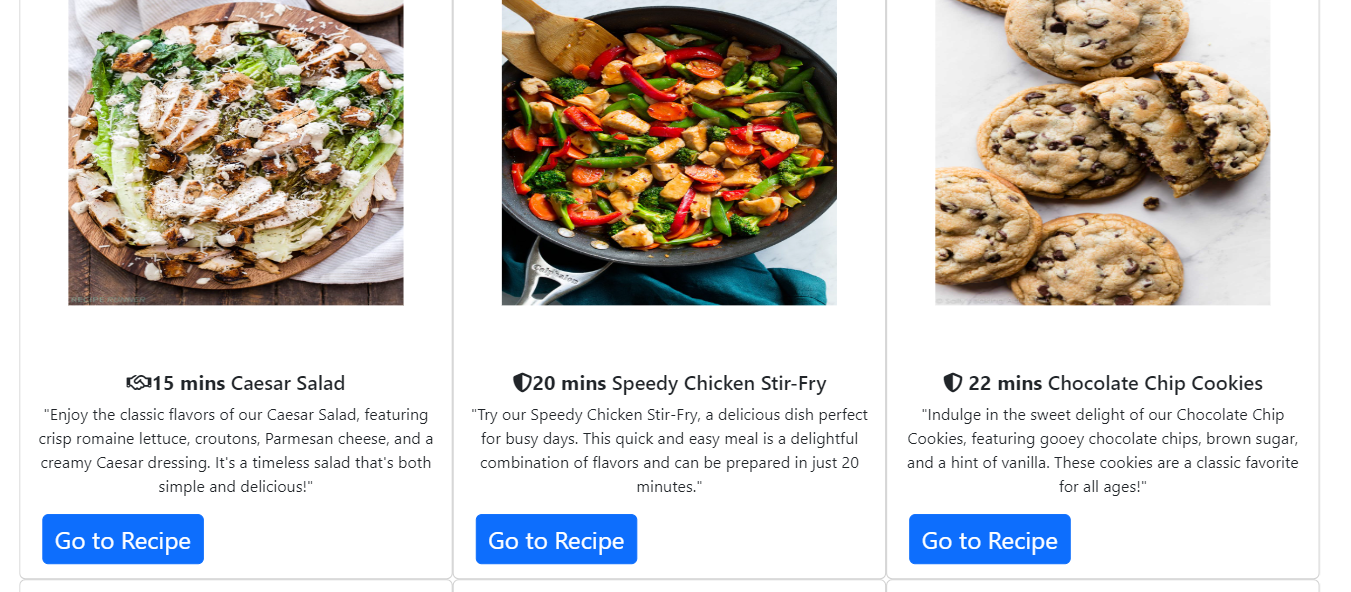 15 mins Caesar Salad
"Enjoy the classic flavors of our Caesar Salad, featuring
crisp romaine lettuce, croutons, Parmesan cheese, and a
creamy Caesar dressing. It's a timeless salad that's both
simple and delicious!"
Go to Recipe
20 mins Speedy Chicken Stir-Fry
"Try our Speedy Chicken Stir-Fry, a delicious dish perfect
for busy days. This quick and easy meal is a delightful
combination of flavors and can be prepared in just 20
minutes."
Go to Recipe
22 mins Chocolate Chip Cookies
"Indulge in the sweet delight of our Chocolate Chip
Cookies, featuring gooey chocolate chips, brown sugar,
and a hint of vanilla. These cookies are a classic favorite
for all ages!"
Go to Recipe